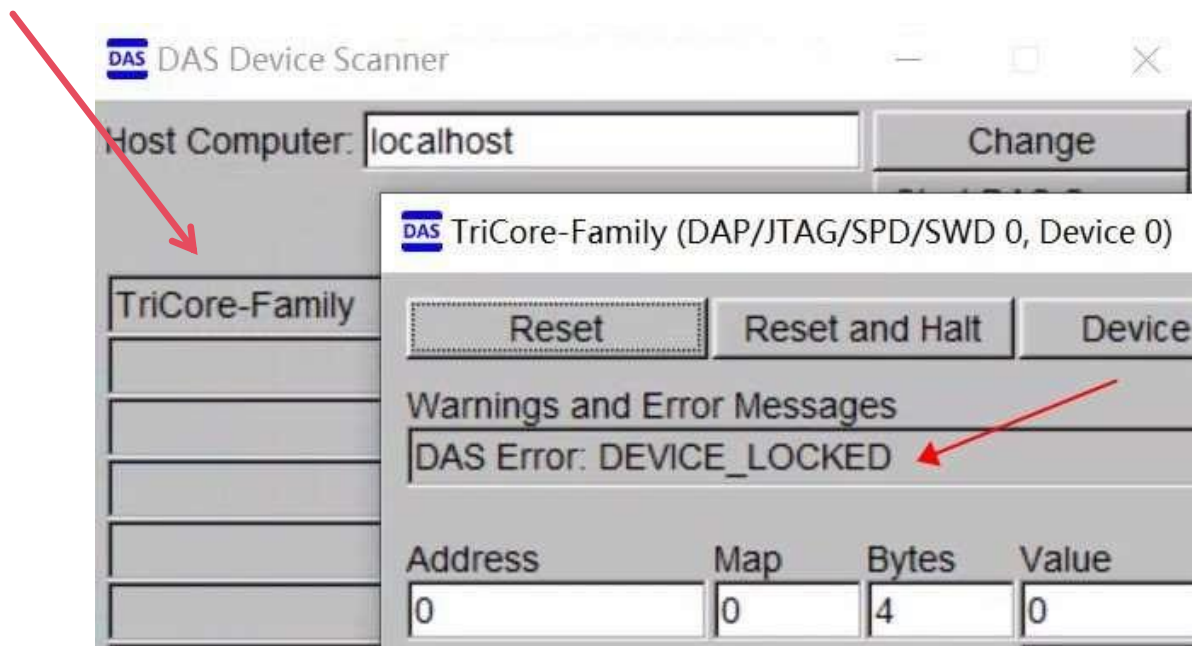 DAS DAS Device Scanner
Host Computer: localhost Change
DAS TriCore-Family (DAP/JTAG/SPD/SWD 0, Device 0)
TriCore-Family
Reset Reset and Halt Device
Warnings and Error Messages
DAS Error: DEVICE_LOCKED
Address Map Bytes Value
0 0 4 0